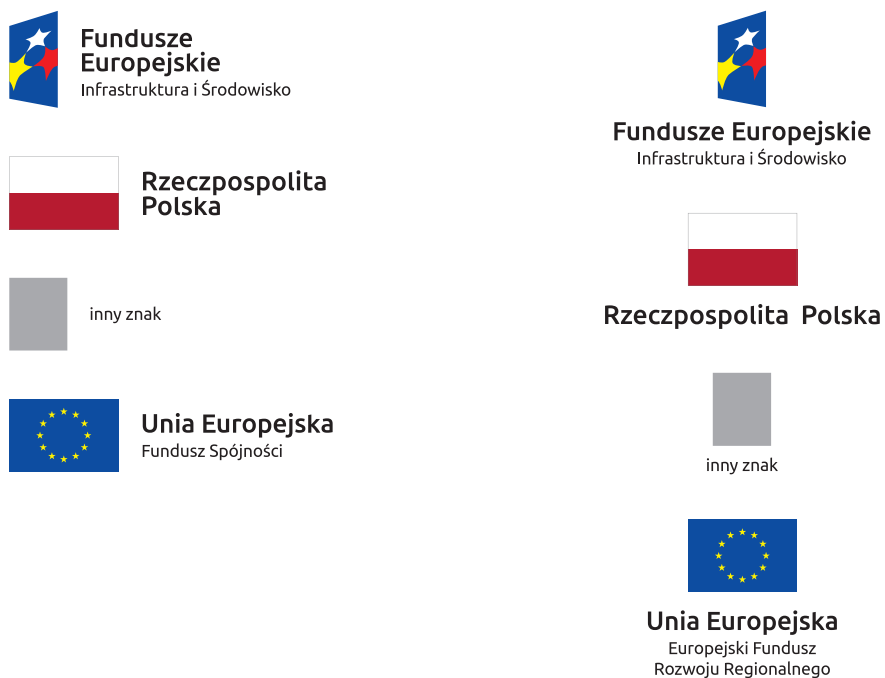 Fundusze
Europejskie
Infrastruktura i Środowisko
Rzeczpospolita
Polska
inny znak
Unia Europejska
Fundusz Spójności
Fundusze Europejskie
Infrastruktura i Środowisko
Rzeczpospolita Polska
inny znak
Unia Europejska
Europejski Fundusz
Rozwoju Regionalnego